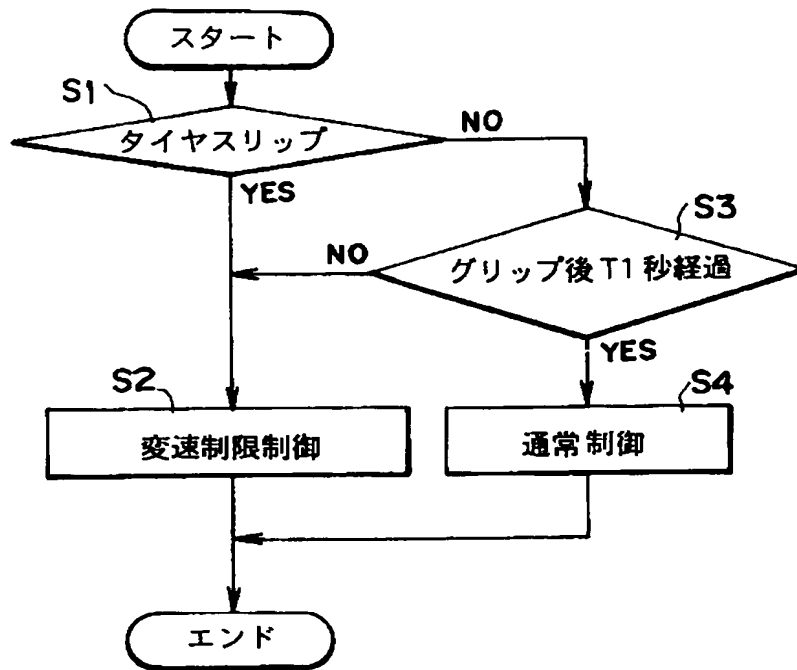 スタート
S1
タイヤスリップ
NO
YES
S3
グリップ後T1秒経過
NO
YES
S2
変速制限制御
S4
通常制御
エンド